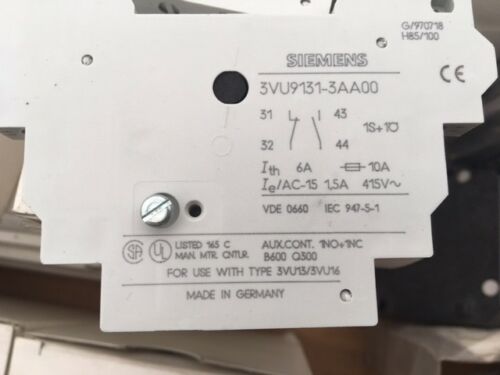 G/970718
H85/100
SIEMENS
3VU9131-3AA00
CE
31 43
1S+1Ö
32 44
Ith 6A 10A
Ie/AC-15 1,5A 415V~
VDE 0660 IEC 947-5-1
SA UL LISTED 165 C AUX.CONT. 1NO+1NC
MAN. MTR. CNTLR. B600 Q300
FOR USE WITH TYPE 3VU13/3VU16
MADE IN GERMANY